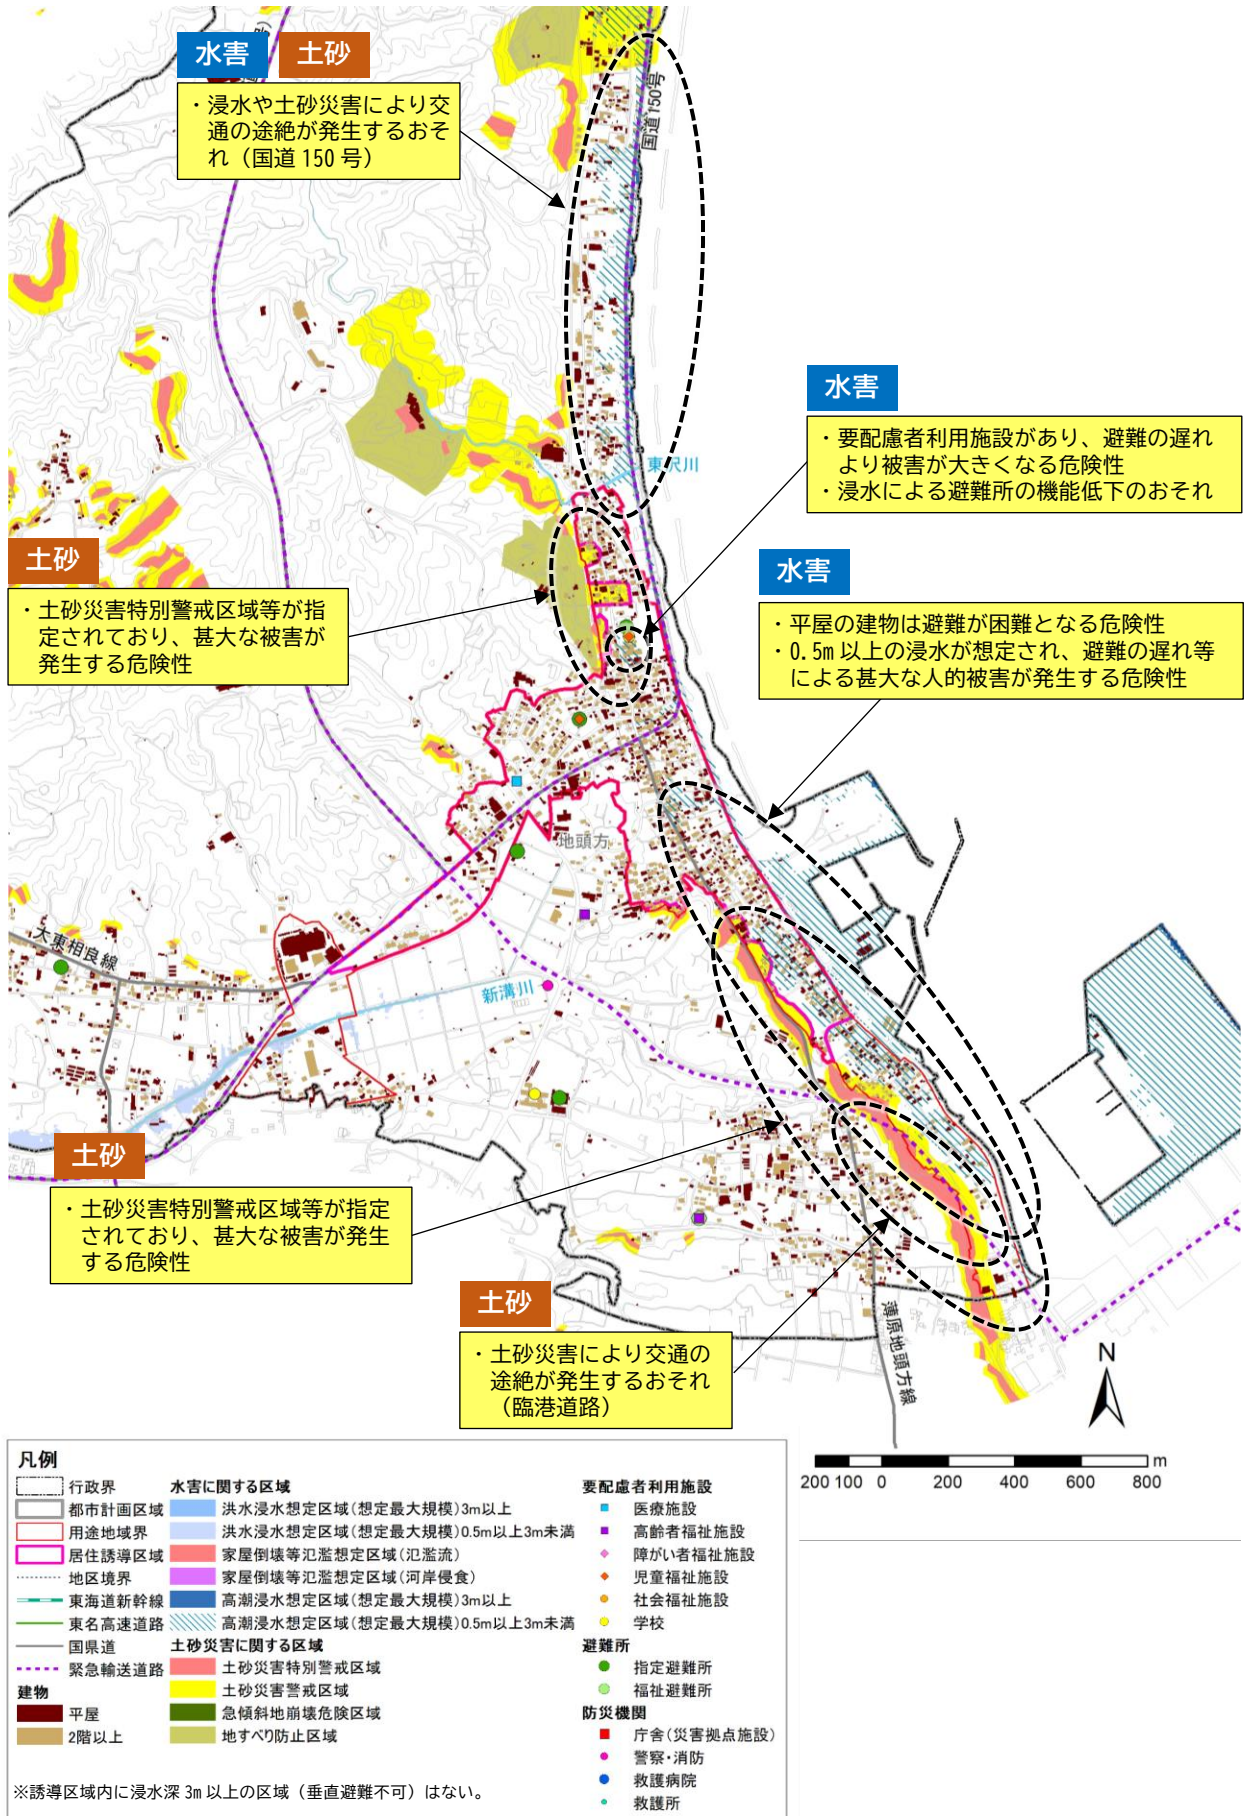 水害 土砂
・浸水や土砂災害により交
通の途絶が発生するおそ
れ（国道 150 号）
国道150号
水害
・要配慮者利用施設があり、避難の遅れ
より被害が大きくなる危険性
・浸水による避難所の機能低下のおそれ
東沢川
土砂
・土砂災害特別警戒区域等が指
定されており、甚大な被害が
発生する危険性
水害
・平屋の建物は避難が困難となる危険性
・0.5m 以上の浸水が想定され、避難の遅れ等
による甚大な人的被害が発生する危険性
地頭方
大東相良線
新溝川
土砂
・土砂災害特別警戒区域等が指定
されており、甚大な被害が発生
する危険性
土砂
・土砂災害により交通の
途絶が発生するおそれ
（臨港道路）
薄原地頭方線
N
200 100 0 200 400 600 800 m
凡例
行政界
都市計画区域
用途地域界
居住誘導区域
地区境界
東海道新幹線
東名高速道路
国県道
緊急輸送道路
建物
平屋
2階以上
水害に関する区域
洪水浸水想定区域(想定最大規模)3m以上
洪水浸水想定区域(想定最大規模)0.5m以上3m未満
家屋倒壊等氾濫想定区域(氾濫流)
家屋倒壊等氾濫想定区域(河岸侵食)
高潮浸水想定区域(想定最大規模)3m以上
高潮浸水想定区域(想定最大規模)0.5m以上3m未満
土砂災害に関する区域
土砂災害特別警戒区域
土砂災害警戒区域
急傾斜地崩壊危険区域
地すべり防止区域
要配慮者利用施設
医療施設
高齢者福祉施設
障がい者福祉施設
児童福祉施設
社会福祉施設
学校
避難所
指定避難所
福祉避難所
防災機関
庁舎(災害拠点施設)
警察・消防
救護病院
救護所
※誘導区域内に浸水深 3m 以上の区域（垂直避難不可）はない。